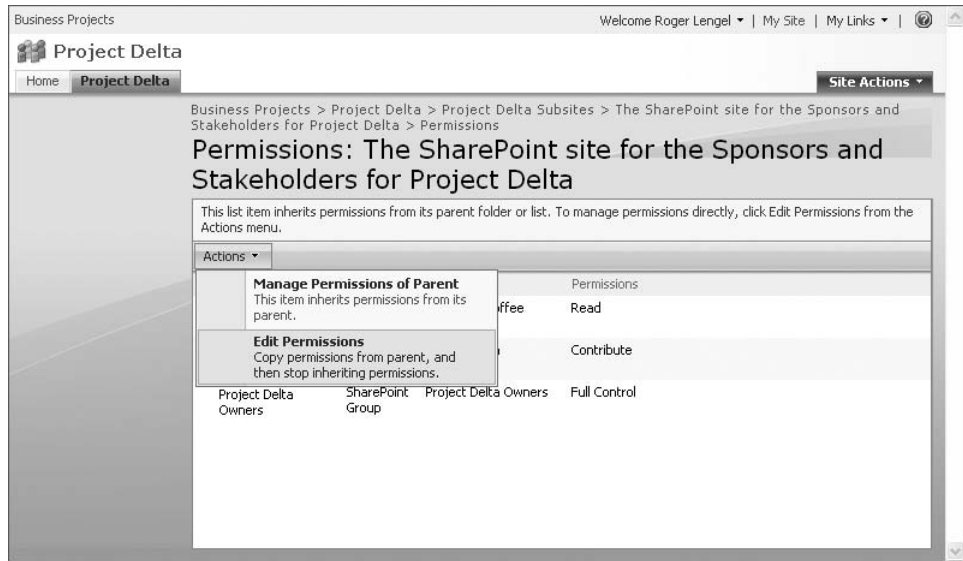 Business Projects
Welcome Roger Lengel | My Site | My Links |
Project Delta
Home Project Delta
Site Actions
Business Projects > Project Delta > Project Delta Subsites > The SharePoint site for the Sponsors and
Stakeholders for Project Delta > Permissions
Permissions: The SharePoint site for the Sponsors and
Stakeholders for Project Delta
This list item inherits permissions from its parent folder or list. To manage permissions directly, click Edit Permissions from the
Actions menu.
Actions
Manage Permissions of Parent
This item inherits permissions from its
parent.
Edit Permissions
Copy permissions from parent, and
then stop inheriting permissions.
Permissions
Read
Contribute
Project Delta SharePoint Project Delta Owners Full Control
Owners Group